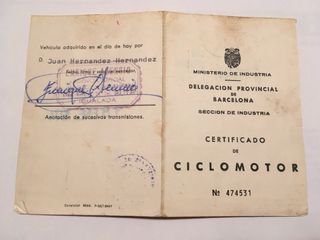 Vehículo adquirido en el día de hoy por
D. Juan Hernandez Hernandez
Fecha, firma y sello del vendedor.
IGUALADA
Anotación de sucesivas transmisiones.
MINISTERIO DE INDUSTRIA
DELEGACION PROVINCIAL
DE
BARCELONA
SECCION DE INDUSTRIA
CERTIFICADO
DE
CICLOMOTOR
Nº 474531